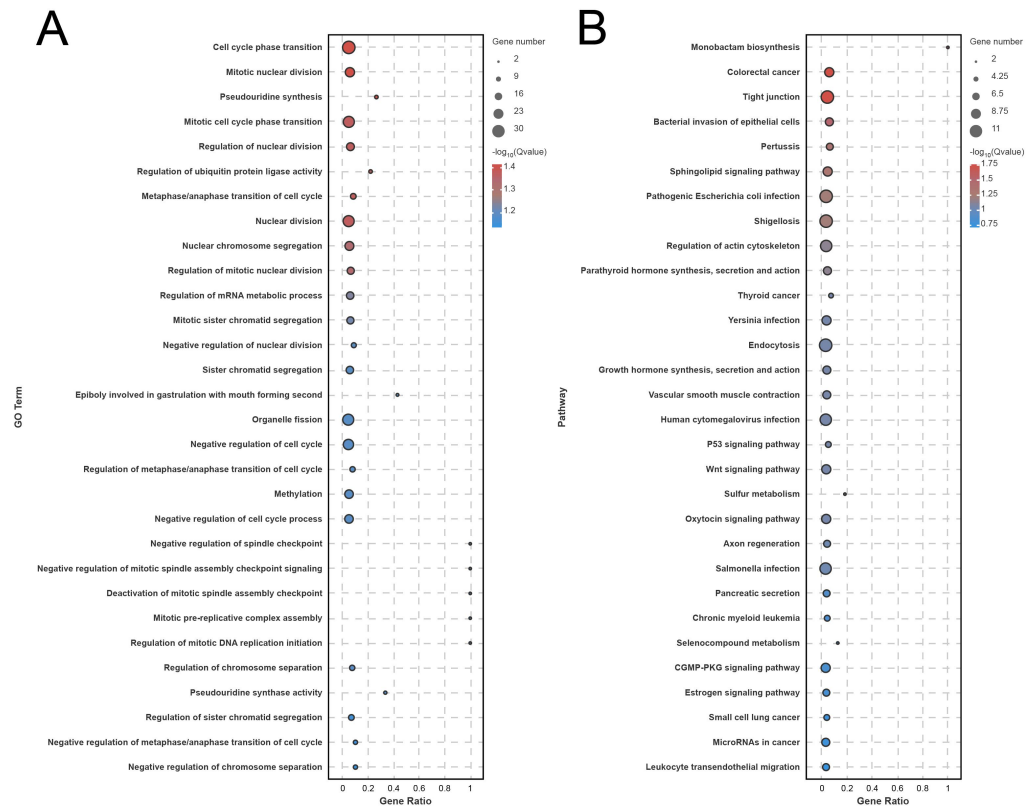 A
GO Term
Cell cycle phase transition
Mitotic nuclear division
Pseudouridine synthesis
Mitotic cell cycle phase transition
Regulation of nuclear division
Regulation of ubiquitin protein ligase activity
Metaphase/anaphase transition of cell cycle
Nuclear division
Nuclear chromosome segregation
Regulation of mitotic nuclear division
Regulation of mRNA metabolic process
Mitotic sister chromatid segregation
Negative regulation of nuclear division
Sister chromatid segregation
Epiboly involved in gastrulation with mouth forming second
Organelle fission
Negative regulation of cell cycle
Regulation of metaphase/anaphase transition of cell cycle
Methylation
Negative regulation of cell cycle process
Negative regulation of spindle checkpoint
Negative regulation of mitotic spindle assembly checkpoint signaling
Deactivation of mitotic spindle assembly checkpoint
Mitotic pre-replicative complex assembly
Regulation of mitotic DNA replication initiation
Regulation of chromosome separation
Pseudouridine synthase activity
Regulation of sister chromatid segregation
Negative regulation of metaphase/anaphase transition of cell cycle
Negative regulation of chromosome separation
0 0.2 0.4 0.6 0.8 1
Gene Ratio
Gene number
2
9
16
23
30
-log10(Qvalue)
1.4
1.3
1.2
B
Pathway
Monobactam biosynthesis
Colorectal cancer
Tight junction
Bacterial invasion of epithelial cells
Pertussis
Sphingolipid signaling pathway
Pathogenic Escherichia coli infection
Shigellosis
Regulation of actin cytoskeleton
Parathyroid hormone synthesis, secretion and action
Thyroid cancer
Yersinia infection
Endocytosis
Growth hormone synthesis, secretion and action
Vascular smooth muscle contraction
Human cytomegalovirus infection
P53 signaling pathway
Wnt signaling pathway
Sulfur metabolism
Oxytocin signaling pathway
Axon regeneration
Salmonella infection
Pancreatic secretion
Chronic myeloid leukemia
Selenocompound metabolism
CGMP-PKG signaling pathway
Estrogen signaling pathway
Small cell lung cancer
MicroRNAs in cancer
Leukocyte transendothelial migration
0 0.2 0.4 0.6 0.8 1
Gene Ratio
Gene number
2
4.25
6.5
8.75
11
-log10(Qvalue)
1.75
1.5
1.25
1
0.75